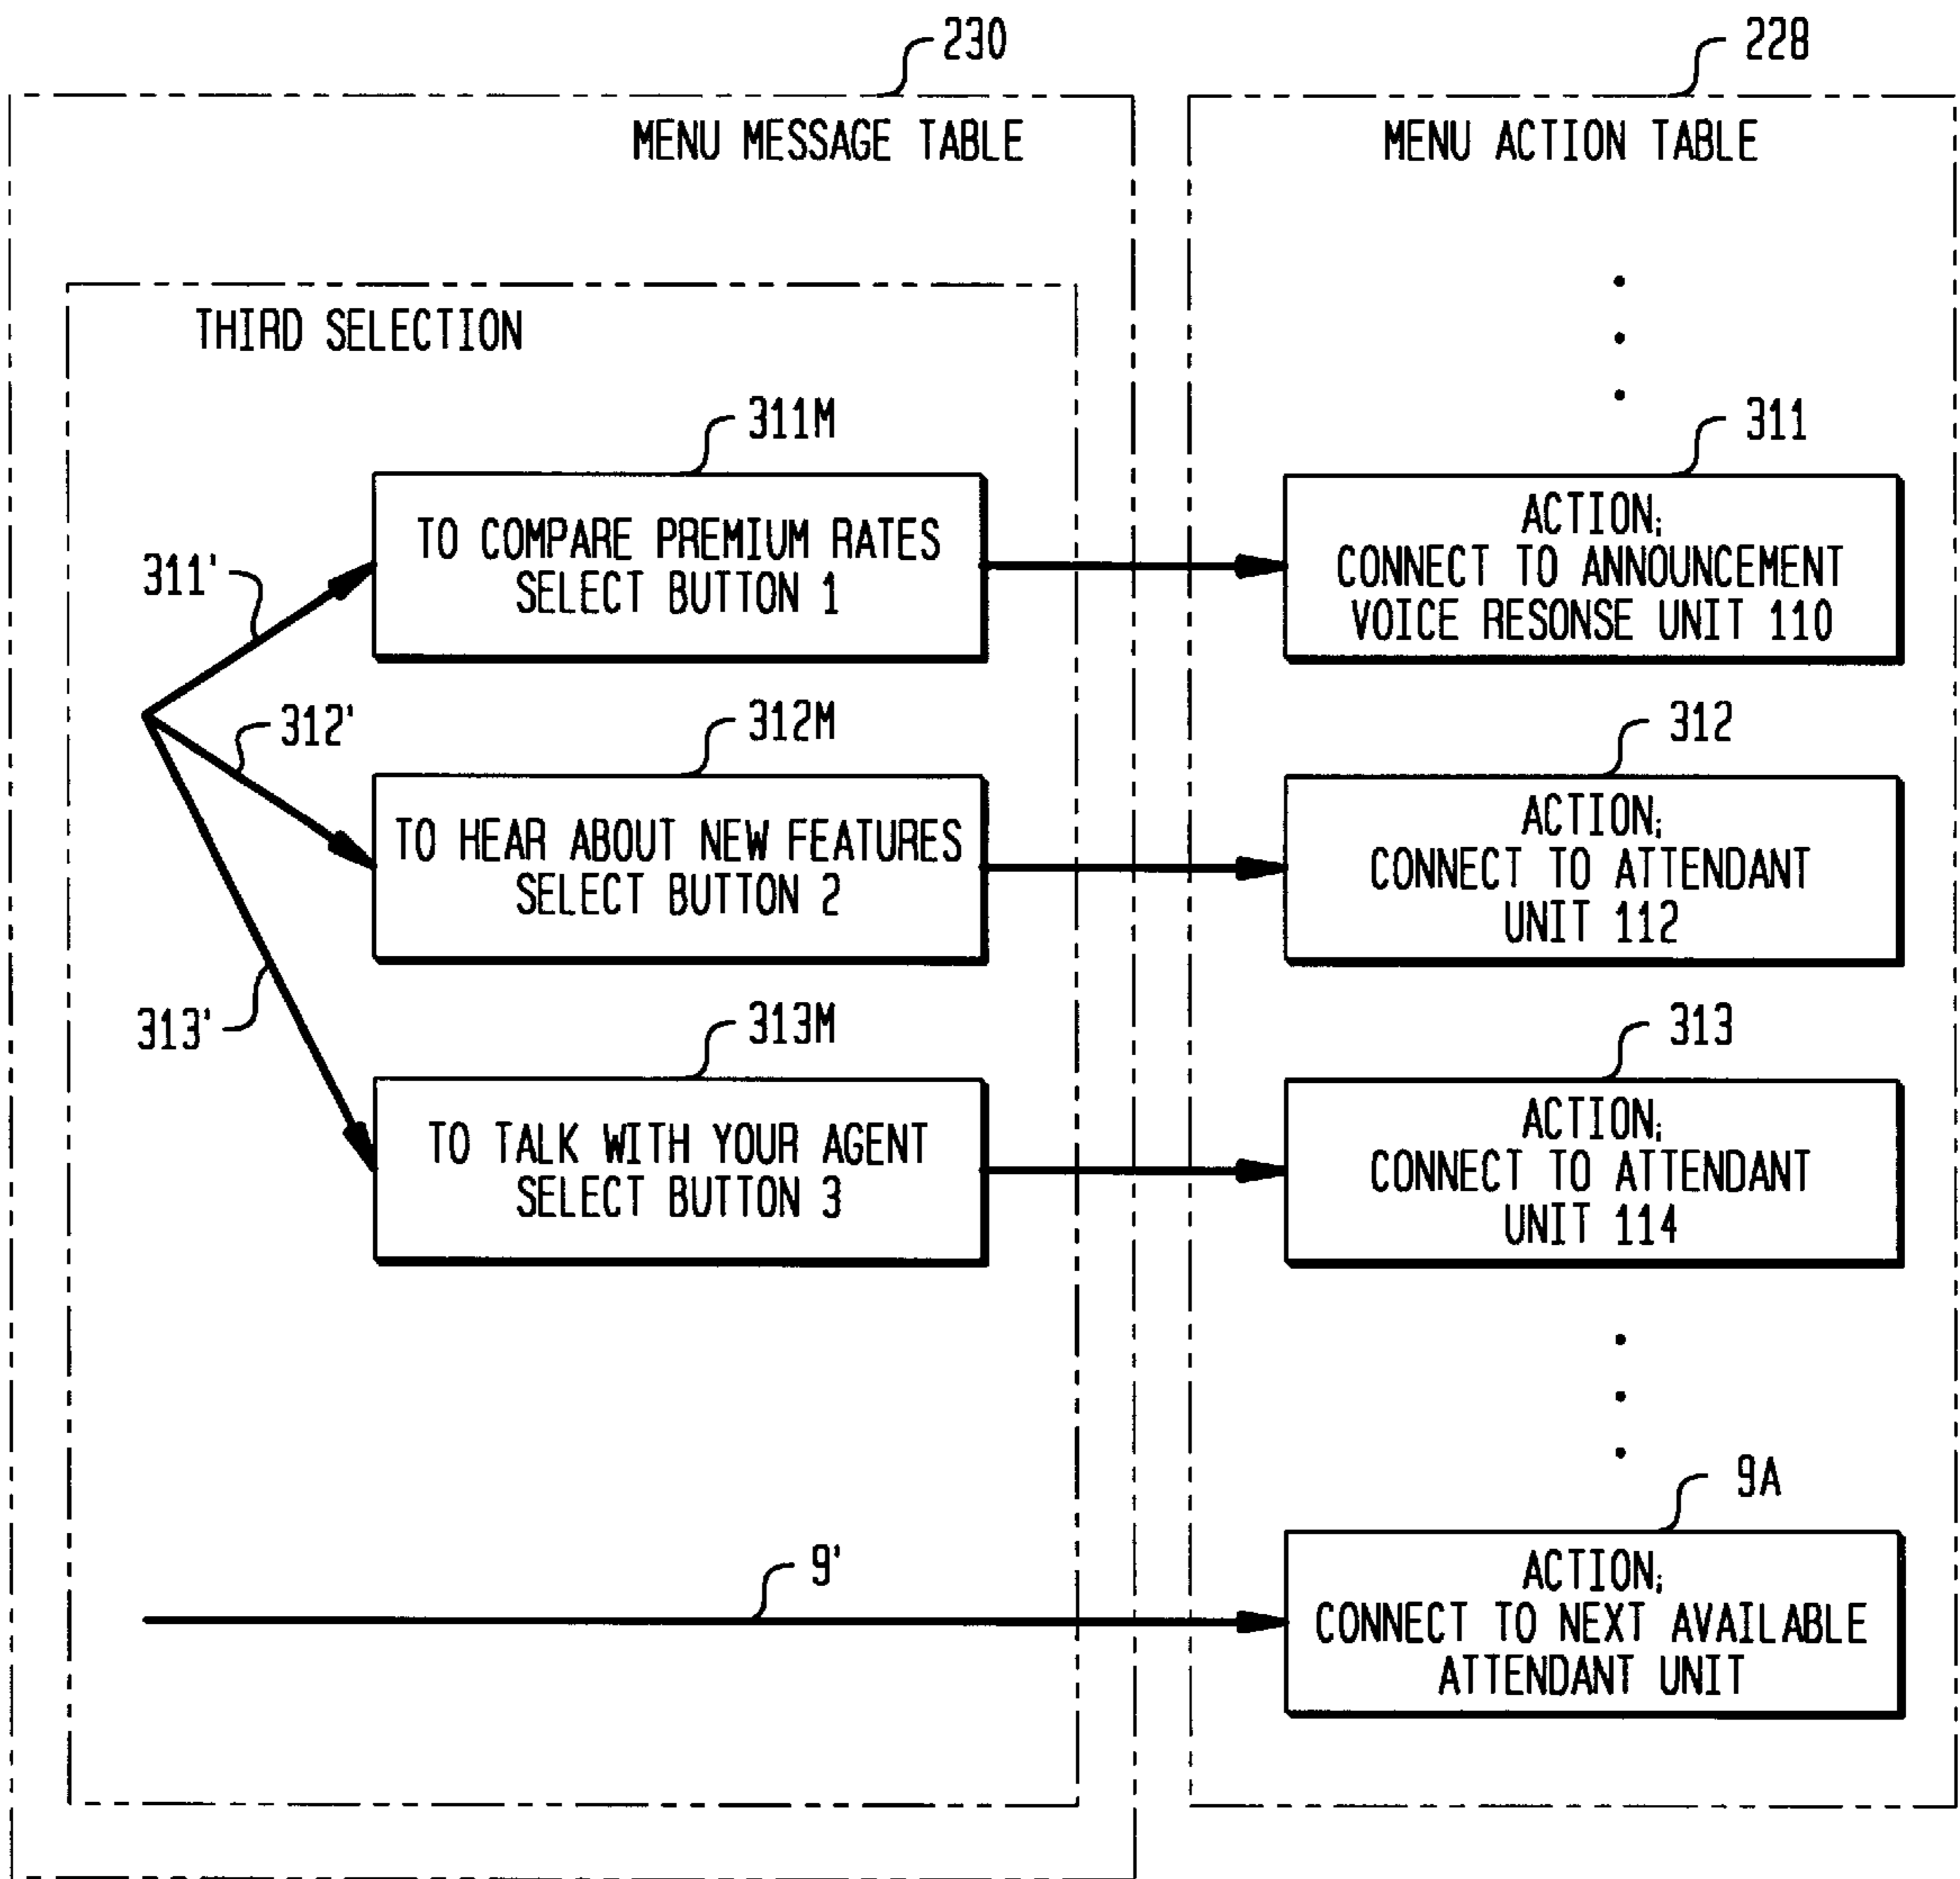 230
228
MENU MESSAGE TABLE
MENU ACTION TABLE
THIRD SELECTION
311M
311
311'
TO COMPARE PREMIUM RATES
SELECT BUTTON 1
ACTION;
CONNECT TO ANNOUNCEMENT
VOICE RESONSE UNIT 110
312'
312M
312
TO HEAR ABOUT NEW FEATURES
SELECT BUTTON 2
ACTION;
CONNECT TO ATTENDANT
UNIT 112
313'
313M
313
TO TALK WITH YOUR AGENT
SELECT BUTTON 3
ACTION;
CONNECT TO ATTENDANT
UNIT 114
9'
9A
ACTION;
CONNECT TO NEXT AVAILABLE
ATTENDANT UNIT